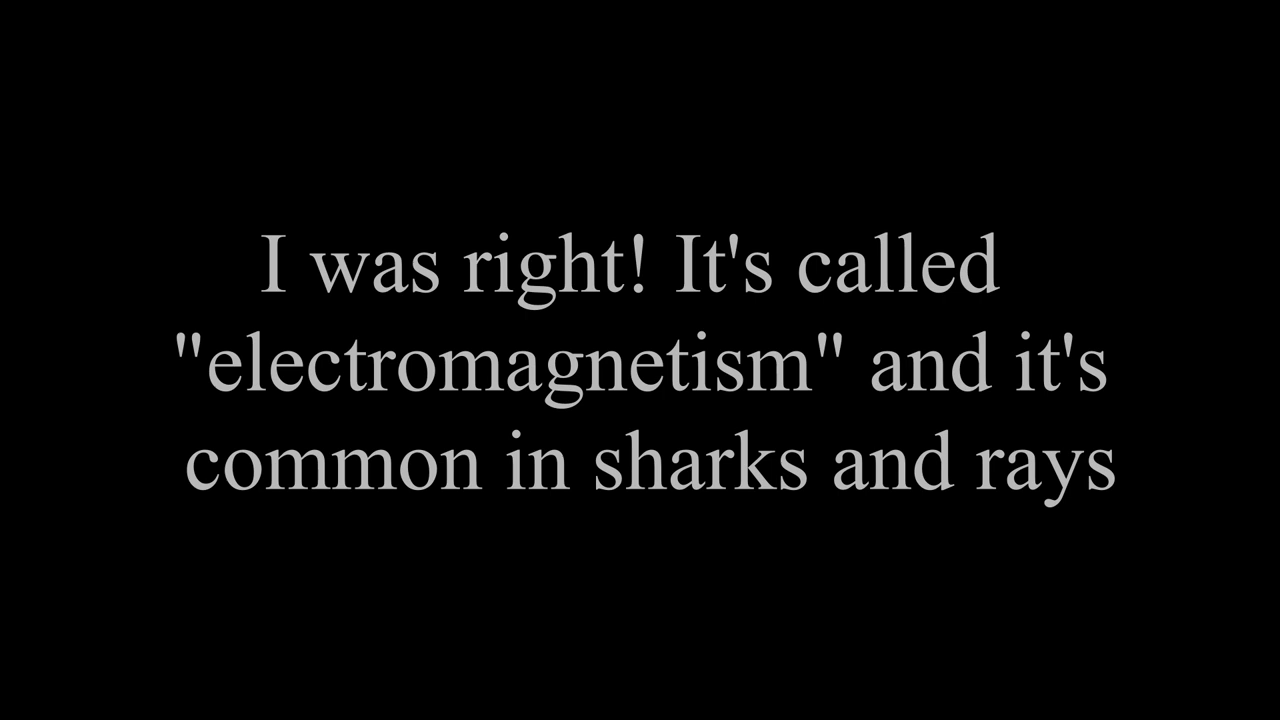 I was right! It's called
"electromagnetism" and it's
common in sharks and rays